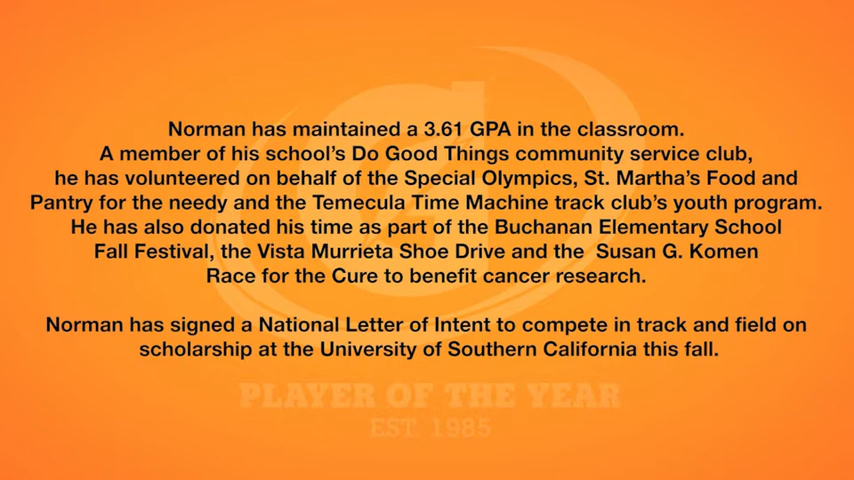 Norman has maintained a 3.61 GPA in the classroom.
A member of his school's Do Good Things community service club,
he has volunteered on behalf of the Special Olympics, St. Martha's Food and
Pantry for the needy and the Temecula Time Machine track club's youth program.
He has also donated his time as part of the Buchanan Elementary School
Fall Festival, the Vista Murrieta Shoe Drive and the Susan G. Komen
Race for the Cure to benefit cancer research.
Norman has signed a National Letter of Intent to compete in track and field on
scholarship at the University of Southern California this fall.
PLAYER OF THE YEAR
EST. 1985